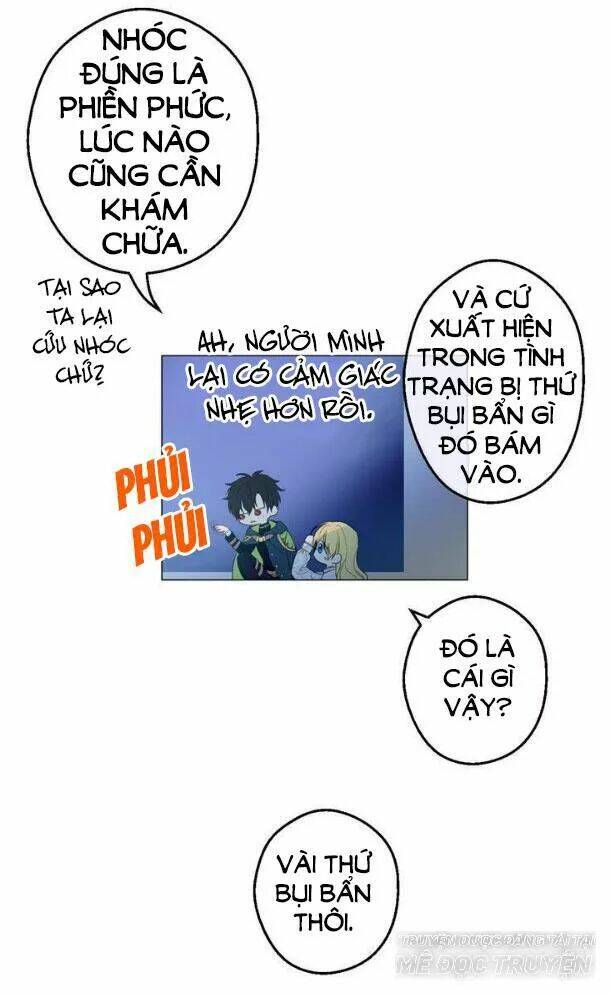 NHÓC
ĐÚNG LÀ
PHIỀN PHỨC,
LÚC NÀO
CŨNG CẦN
KHÁM
CHỮA.
TẠI SAO
TA LẠI
CỨU NHÓC
CHỨ?
VÀ CỨ
XUẤT HIỆN
TRONG TÌNH
TRẠNG BỊ THỨ
BỤI BẨN GÌ
ĐÓ BÁM
VÀO.
AH, NGƯỜI MÌNH
LẠI CÓ CẢM GIÁC
NHẸ HƠN RỒI.
PHỦI
PHỦI
ĐÓ LÀ
CÁI GÌ
VẬY?
VÀI THỨ
BỤI BẨN
THÔI.
TRUYỆN ĐƯỢC ĐĂNG TẢI TẠI
MÊ ĐỌC TRUYỆN